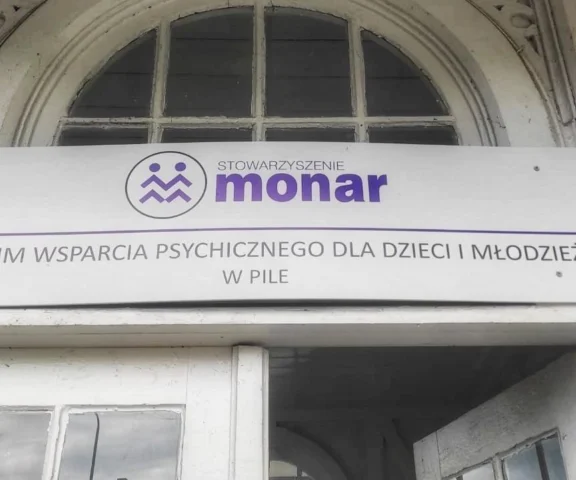 STOWARZYSZENIE
monar
WSPARCIA PSYCHICZNEGO DLA DZIECI I MŁODZIEŻ
W PILE